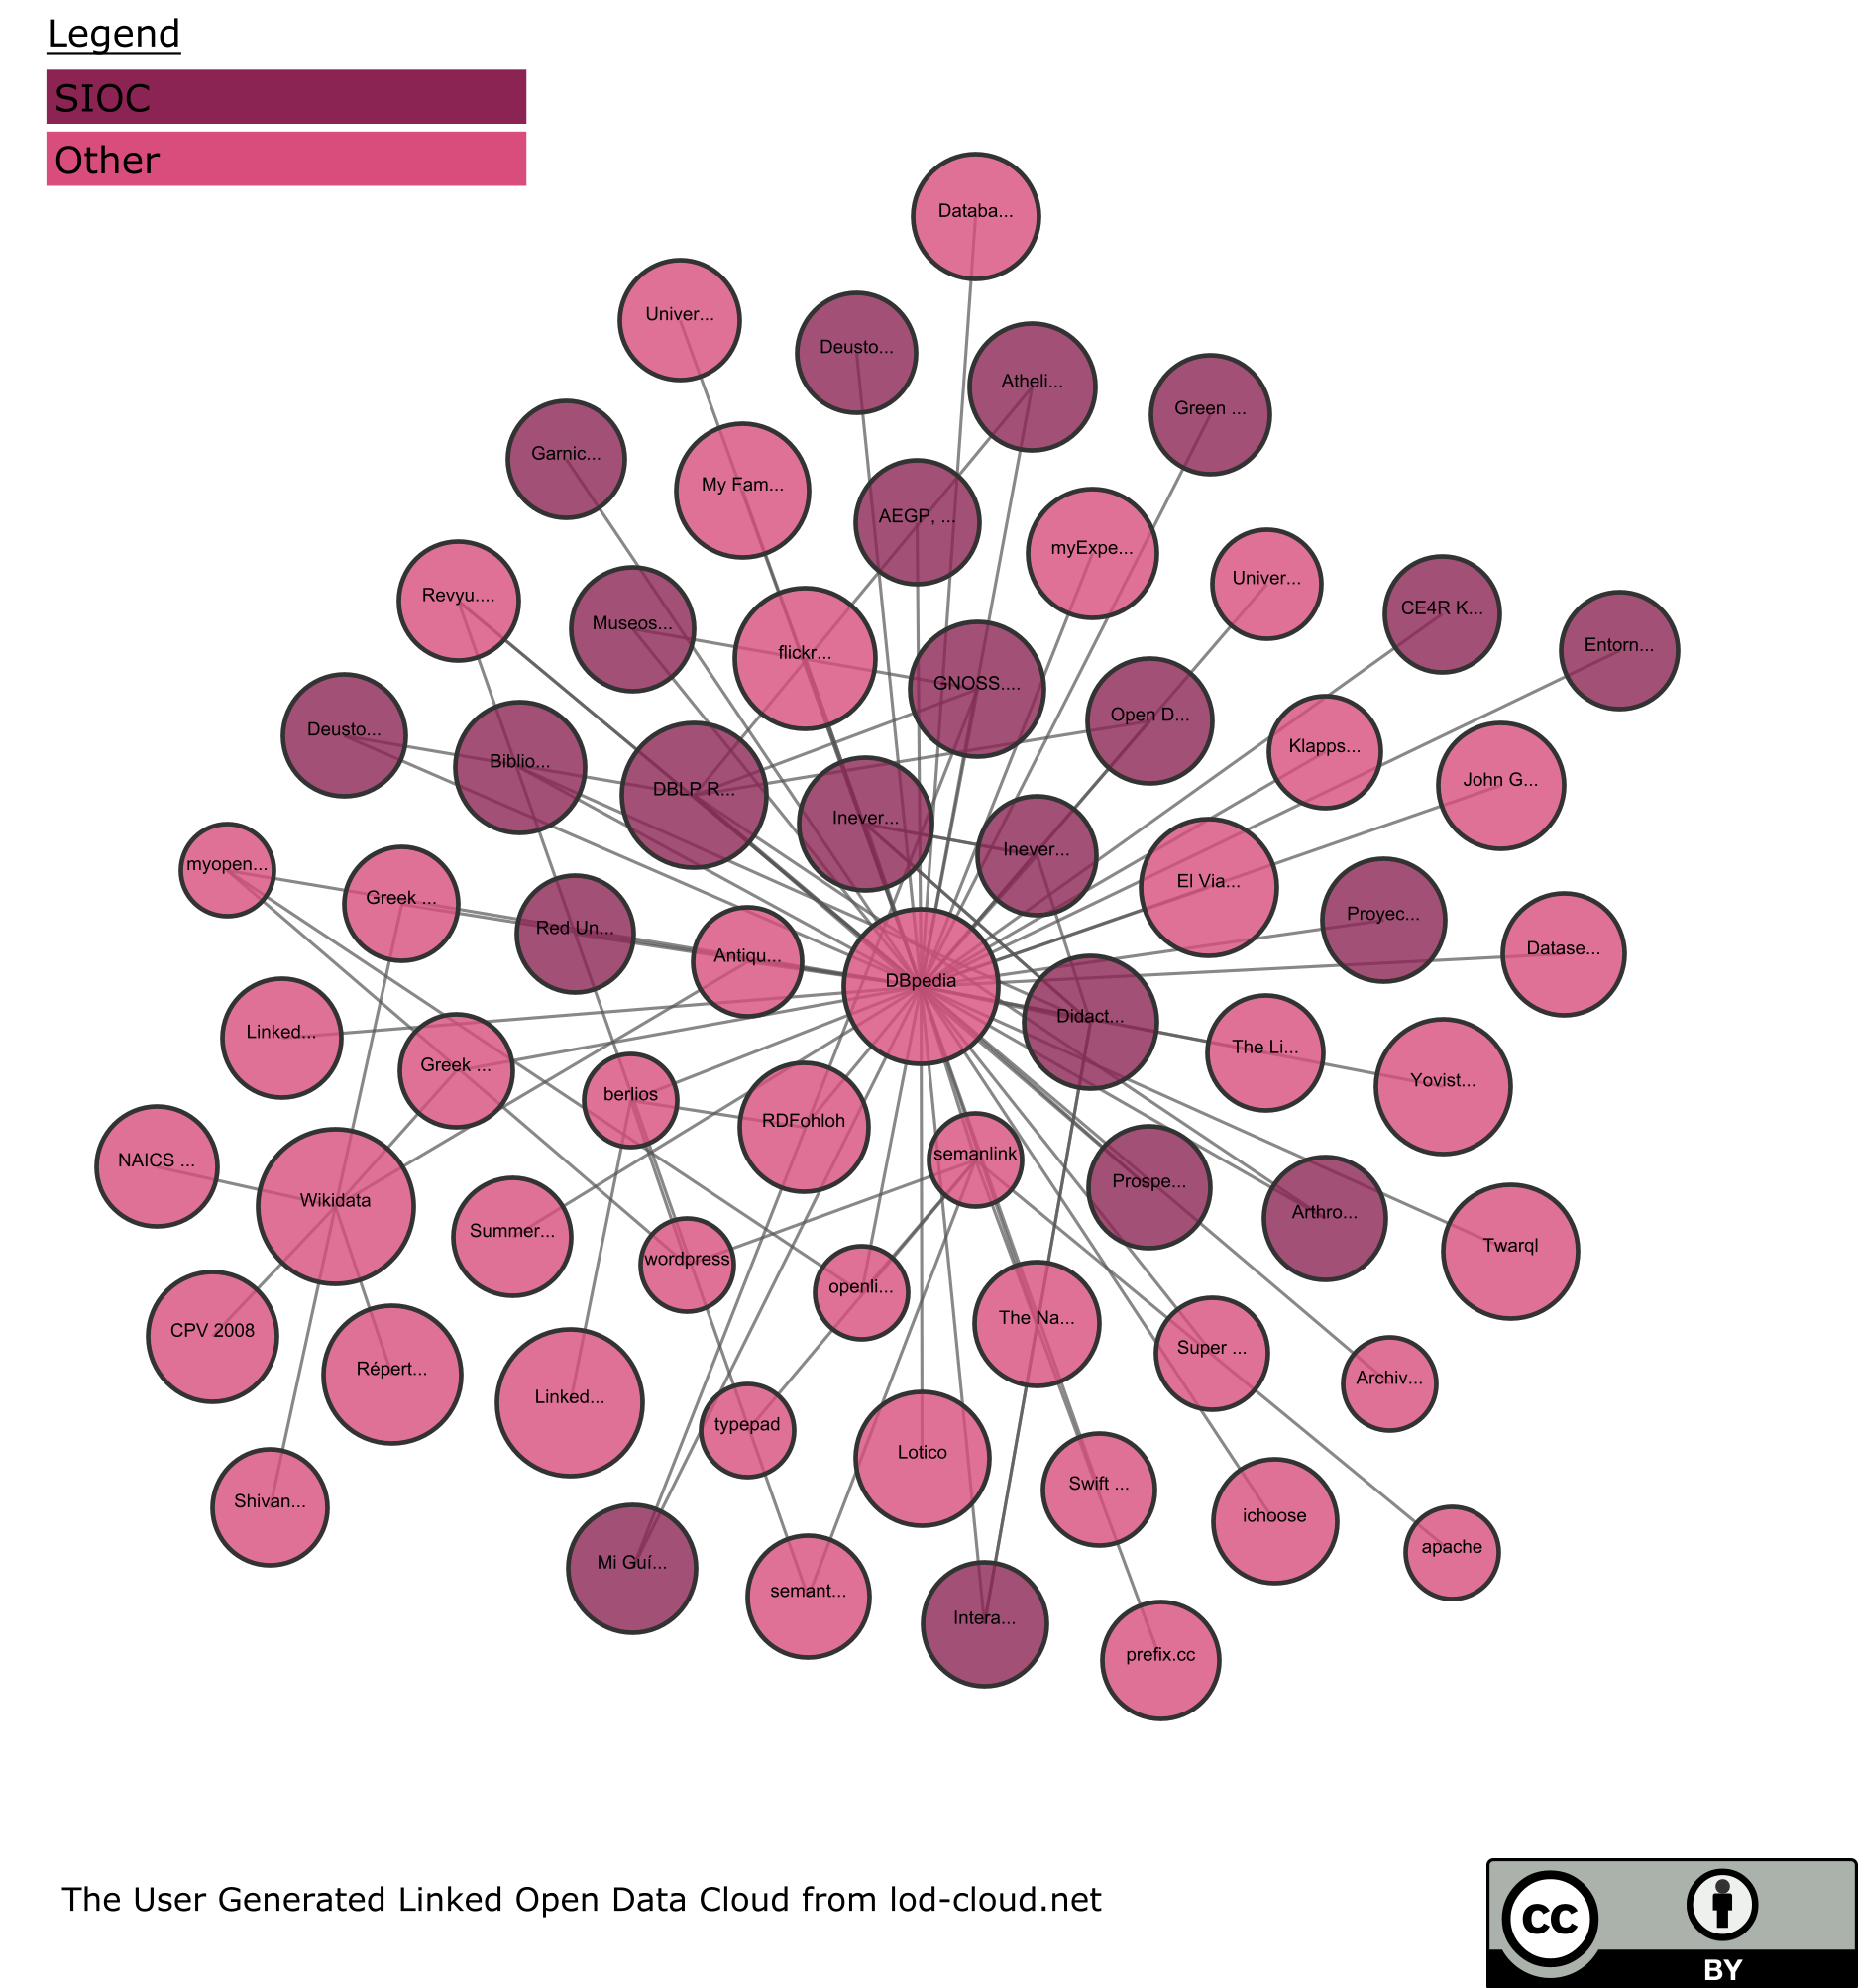 Legend
SIOC
Other
Databa...
Univer...
Deusto...
Atheli...
Green ...
Garnic...
My Fam...
AEGP, ...
myExpe...
Univer...
CE4R K...
Revyu....
Museos...
flickr...
Entorn...
GNOSS....
Open D...
Deusto...
Biblio...
DBLP R...
Klapps...
John G...
Inever...
Inever...
myopen...
Greek ...
El Via...
Red Un...
Proyec...
Antiqu...
Datase...
DBpedia
Linked...
Didact...
The Li...
Greek ...
Yovist...
berlios
RDFohloh
semanlink
NAICS ...
Wikidata
Prospe...
Arthro...
Summer...
Twarql
wordpress
openli...
CPV 2008
The Na...
Super ...
Répert...
Archiv...
Linked...
typepad
Lotico
Swift ...
Shivan...
ichoose
apache
Mi Guí...
semant...
Intera...
prefix.cc
The User Generated Linked Open Data Cloud from lod-cloud.net
cc
BY